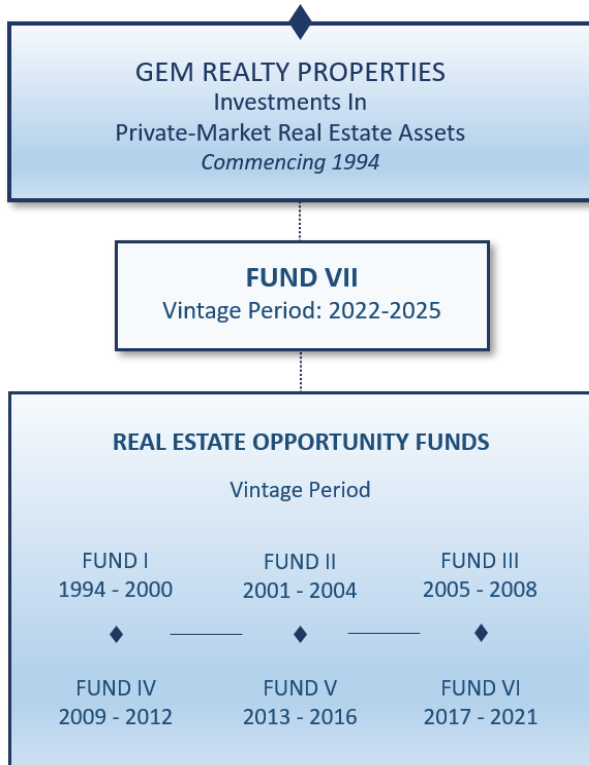 GEM REALTY PROPERTIES
Investments In
Private-Market Real Estate Assets
Commencing 1994
FUND VII
Vintage Period: 2022-2025
REAL ESTATE OPPORTUNITY FUNDS
Vintage Period
FUND I
1994 - 2000
FUND II
2001 - 2004
FUND III
2005 - 2008
FUND IV
2009 - 2012
FUND V
2013 - 2016
FUND VI
2017 - 2021